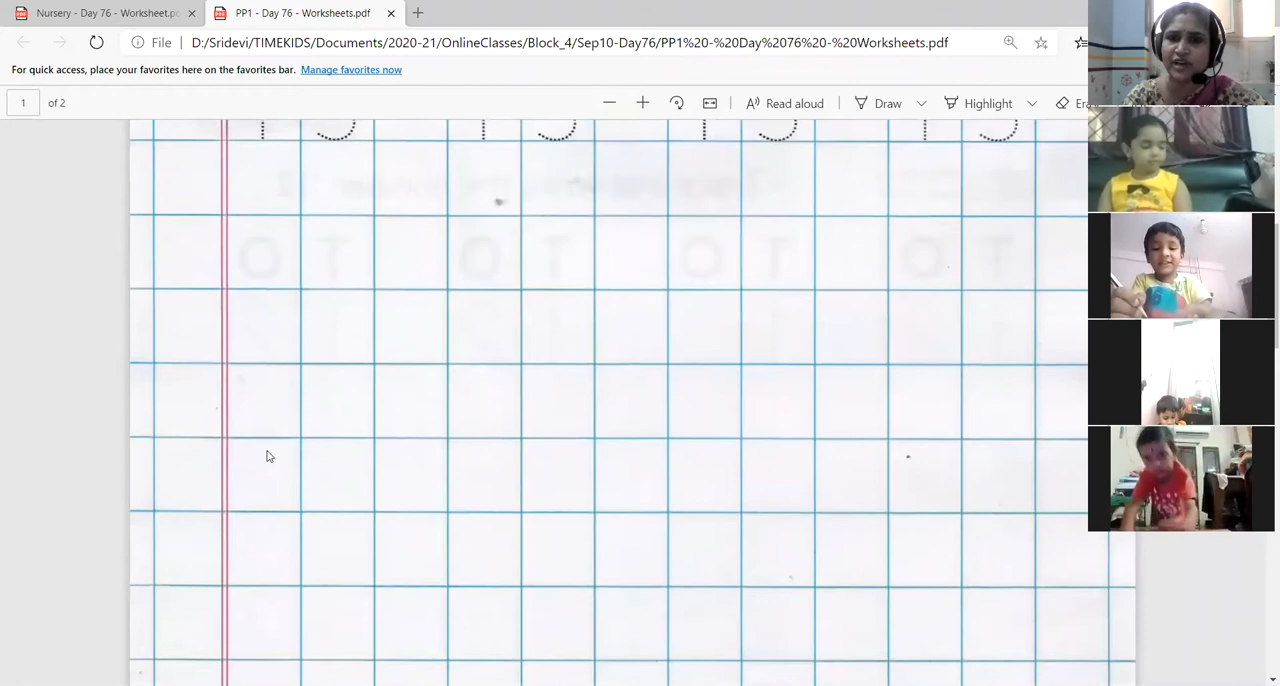 Nursery - Day 76 - Worksheet.pd
PP1 - Day 76 - Worksheets.pdf
File
D:/Sridevi/TIMEKIDS/Documents/2020-21/OnlineClasses/Block_4/Sep10-Day76/PP1%20-%20Day%2076%20-%20Worksheets.pdf
For quick access, place your favorites here on the favorites bar. Manage favorites now
1 of 2 Read aloud Draw Highlight